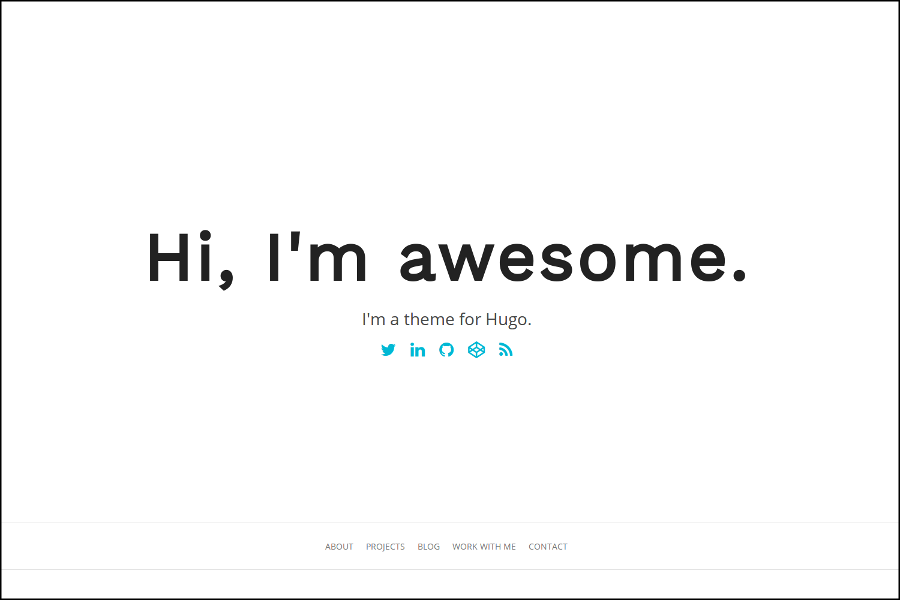 Hi, I'm awesome.
I'm a theme for Hugo.
ABOUT PROJECTS BLOG WORK WITH ME CONTACT